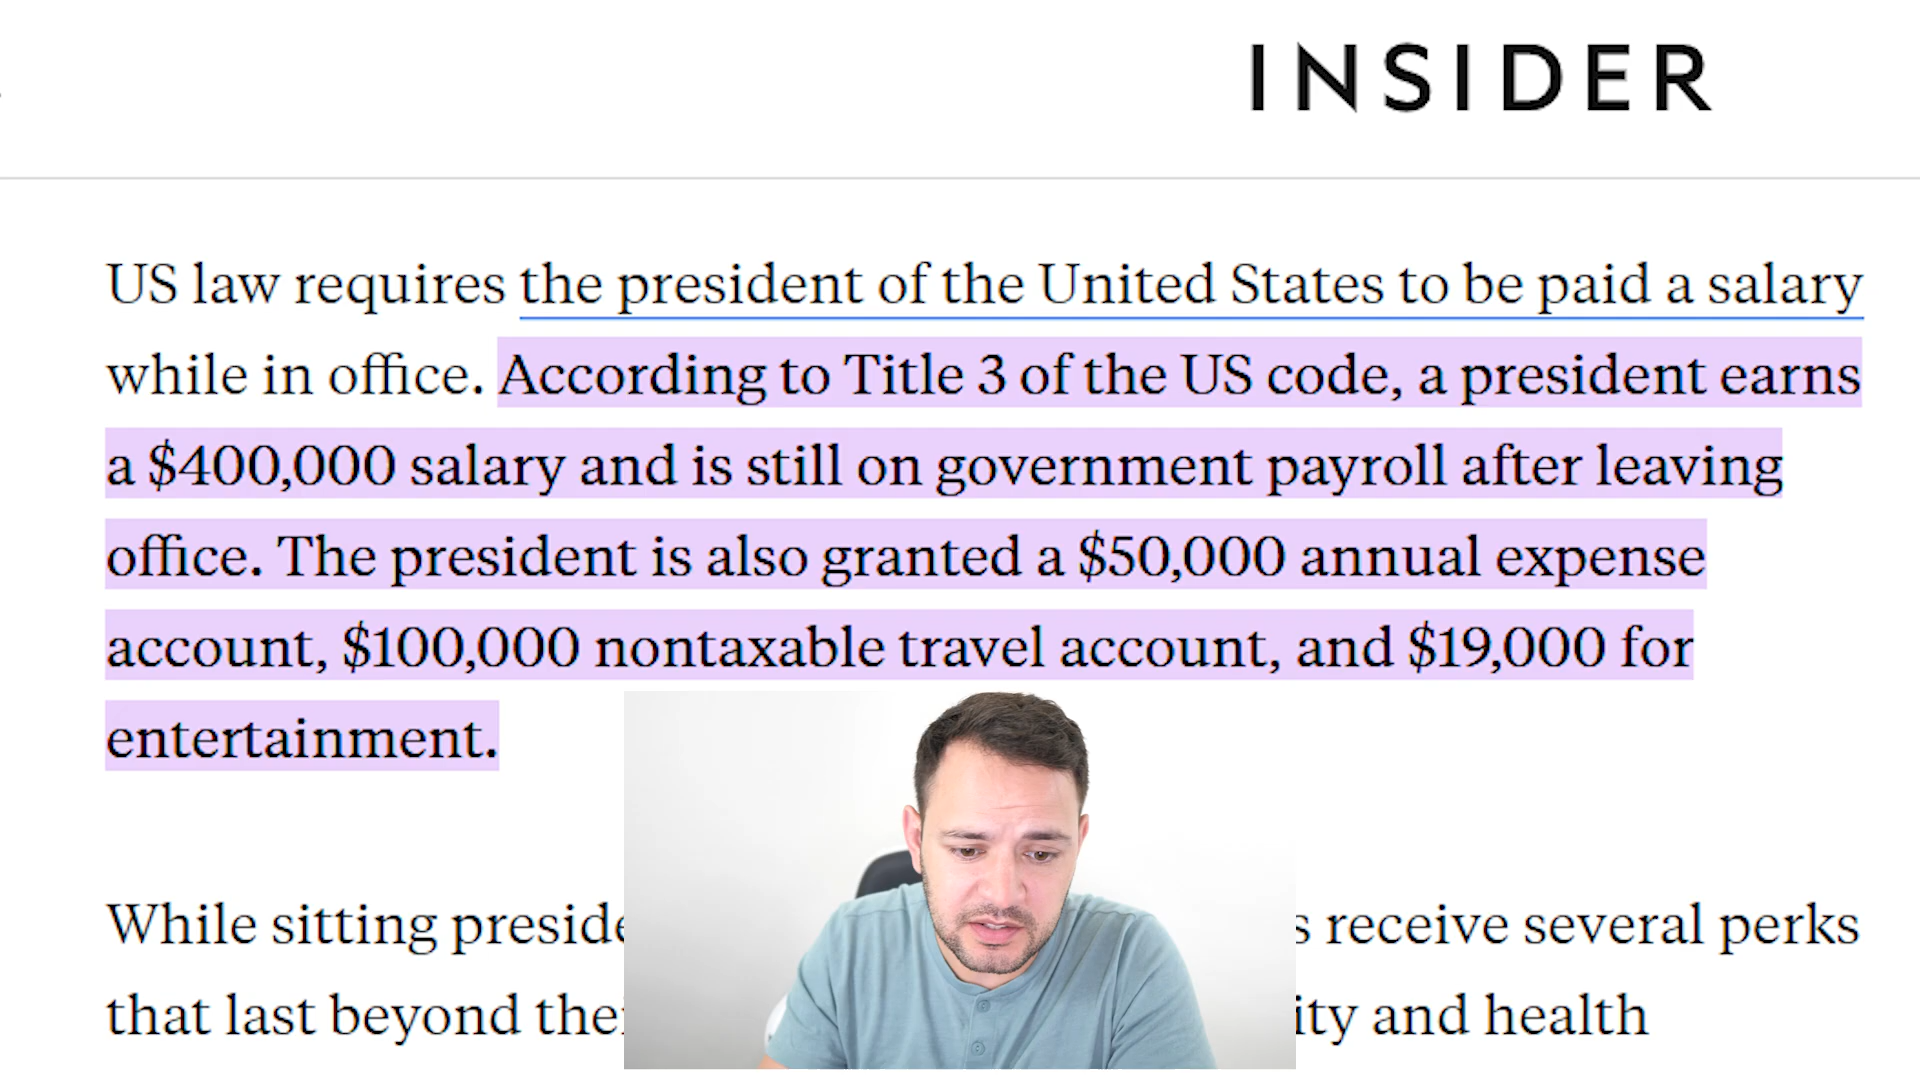 INSIDER
US law requires the president of the United States to be paid a salary
while in office. According to Title 3 of the US code, a president earns
a $400,000 salary and is still on government payroll after leaving
office. The president is also granted a $50,000 annual expense
account, $100,000 nontaxable travel account, and $19,000 for
entertainment.
While sitting receive several perks
that last beyond and health